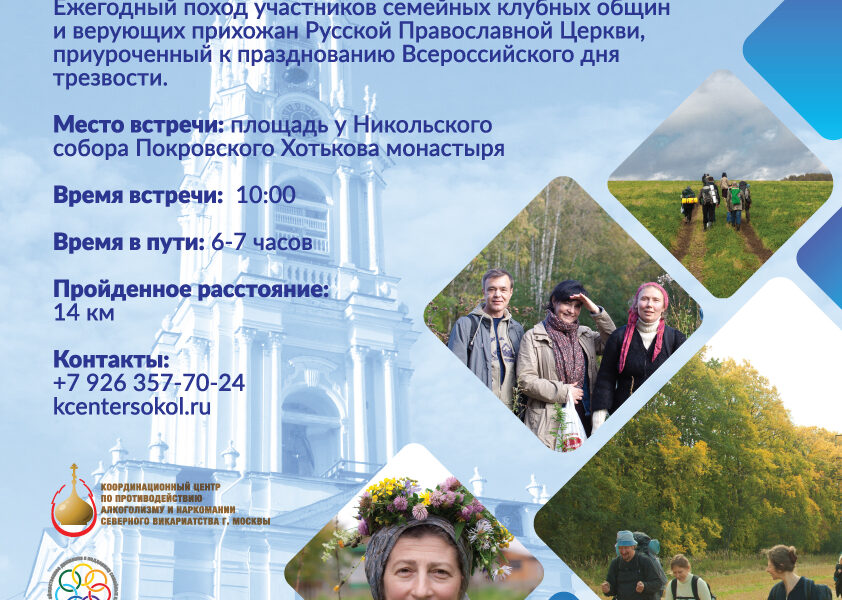 Ежегодный поход участников семейных клубных общин
и верующих прихожан Русской Православной Церкви,
приуроченный к празднованию Всероссийского дня
трезвости.
Место встречи: площадь у Никольского
собора Покровского Хотькова монастыря
Время встречи: 10:00
Время в пути: 6-7 часов
Пройденное расстояние:
14 км
Контакты:
+7 926 357-70-24
kcentersokol.ru
КООРДИНАЦИОННЫЙ ЦЕНТР
ПО ПРОТИВОДЕЙСТВИЮ
АЛКОГОЛИЗМУ И НАРКОМАНИИ
СЕВЕРНОГО ВИКАРИАТСТВА Г. МОСКВЫ